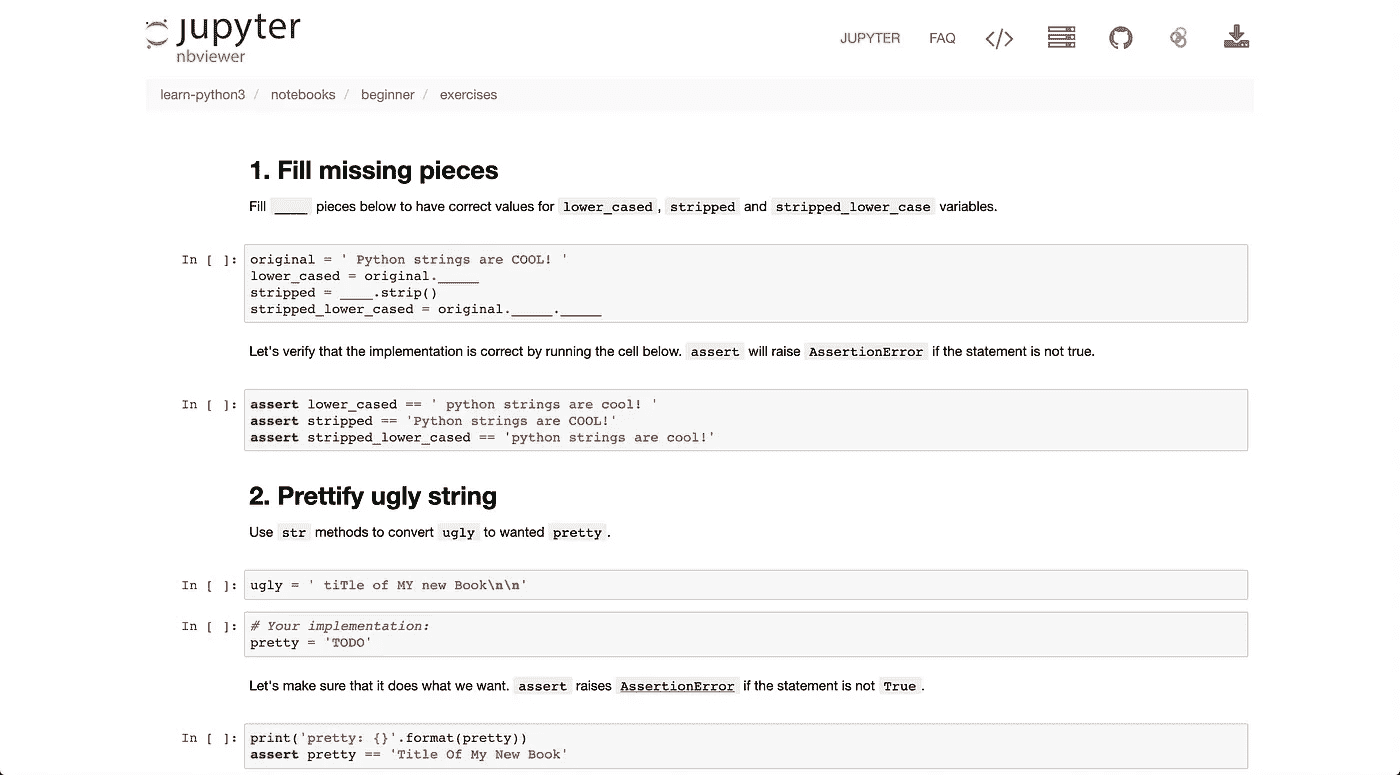 jupyter
nbviewer
JUPYTER FAQ </>
learn-python3 / notebooks / beginner / exercises
1. Fill missing pieces
Fill ____ pieces below to have correct values for lower_cased, stripped and stripped_lower_case variables.
In [ ]: original = ' Python strings are COOL! '
lower_cased = original._____
stripped = ____.strip()
stripped_lower_cased = original._____._____
Let's verify that the implementation is correct by running the cell below. assert will raise AssertionError if the statement is not true.
In [ ]: assert lower_cased == ' python strings are cool! '
assert stripped == 'Python strings are COOL!'
assert stripped_lower_cased == 'python strings are cool!'
2. Prettify ugly string
Use str methods to convert ugly to wanted pretty.
In [ ]: ugly = ' tiTle of MY new Book\n\n'
In [ ]: # Your implementation:
pretty = 'TODO'
Let's make sure that it does what we want. assert raises AssertionError if the statement is not True.
In [ ]: print('pretty: {}'.format(pretty))
assert pretty == 'Title Of My New Book'